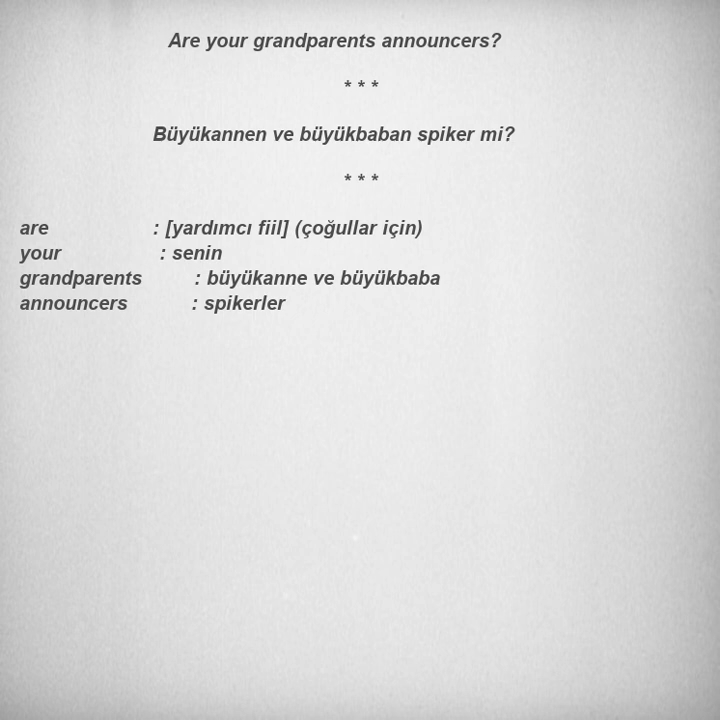 Are your grandparents announcers?
* * *
Büyükannen ve büyükbaban spiker mi?
* * *
are : [yardımcı fiil] (çoğullar için)
your : senin
grandparents : büyükanne ve büyükbaba
announcers : spikerler